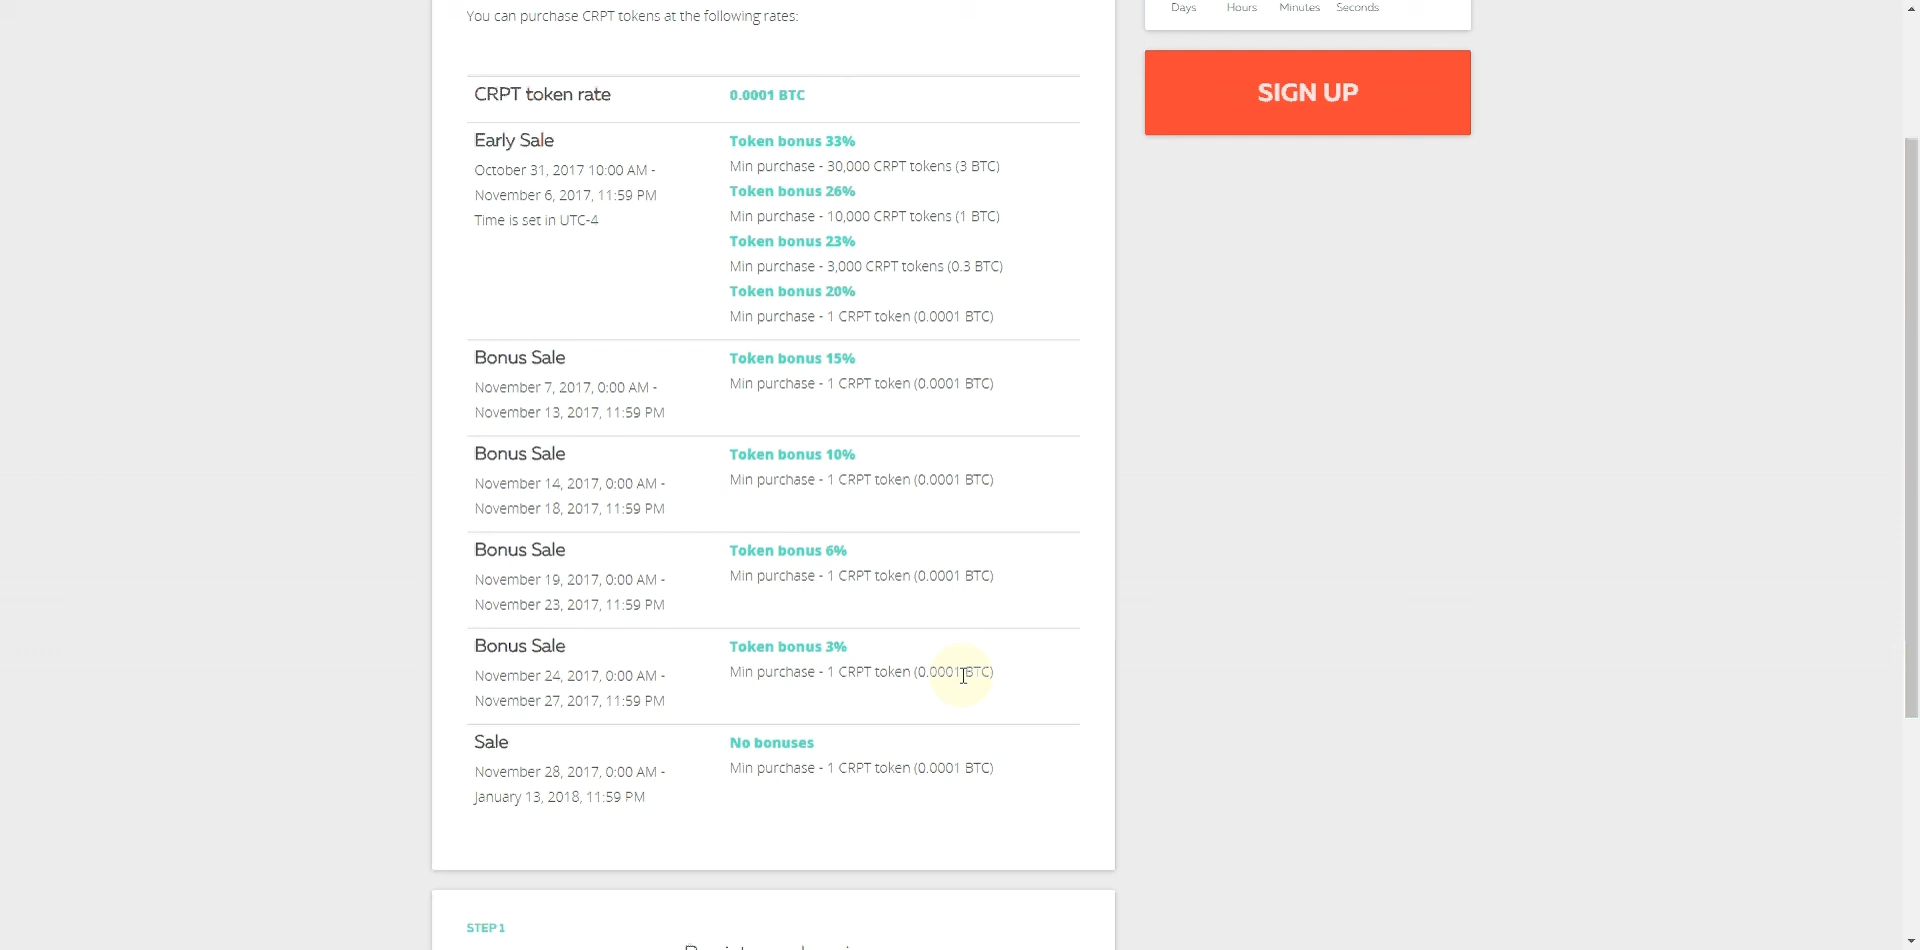 You can purchase CRPT tokens at the following rates:
Days Hours Minutes Seconds
SIGN UP
CRPT token rate
0.0001 BTC
Early Sale
October 31, 2017 10:00 AM -
November 6, 2017, 11:59 PM
Time is set in UTC-4
Token bonus 33%
Min purchase - 30,000 CRPT tokens (3 BTC)
Token bonus 26%
Min purchase - 10,000 CRPT tokens (1 BTC)
Token bonus 23%
Min purchase - 3,000 CRPT tokens (0.3 BTC)
Token bonus 20%
Min purchase - 1 CRPT token (0.0001 BTC)
Bonus Sale
November 7, 2017, 0:00 AM -
November 13, 2017, 11:59 PM
Token bonus 15%
Min purchase - 1 CRPT token (0.0001 BTC)
Bonus Sale
November 14, 2017, 0:00 AM -
November 18, 2017, 11:59 PM
Token bonus 10%
Min purchase - 1 CRPT token (0.0001 BTC)
Bonus Sale
November 19, 2017, 0:00 AM -
November 23, 2017, 11:59 PM
Token bonus 6%
Min purchase - 1 CRPT token (0.0001 BTC)
Bonus Sale
November 24, 2017, 0:00 AM -
November 27, 2017, 11:59 PM
Token bonus 3%
Min purchase - 1 CRPT token (0.0001 BTC)
Sale
November 28, 2017, 0:00 AM -
January 13, 2018, 11:59 PM
No bonuses
Min purchase - 1 CRPT token (0.0001 BTC)
STEP 1